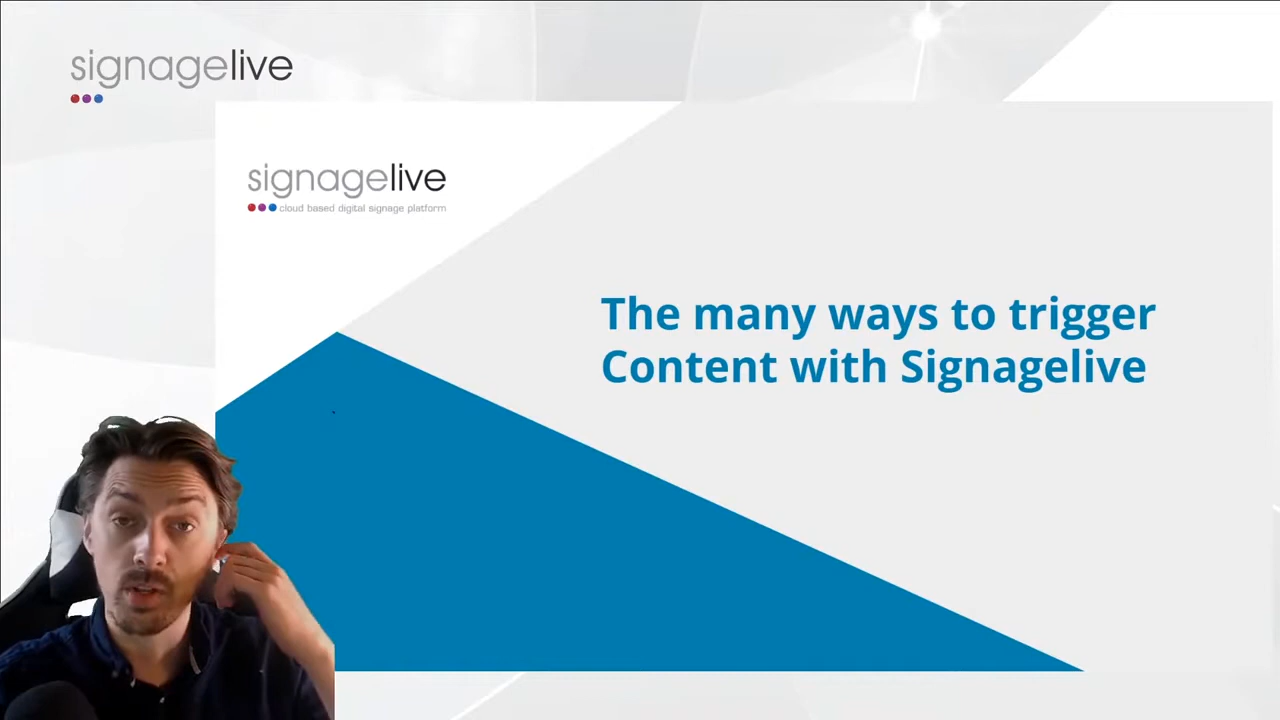 signagelive
signagelive
cloud based digital signage platform
The many ways to trigger
Content with Signagelive